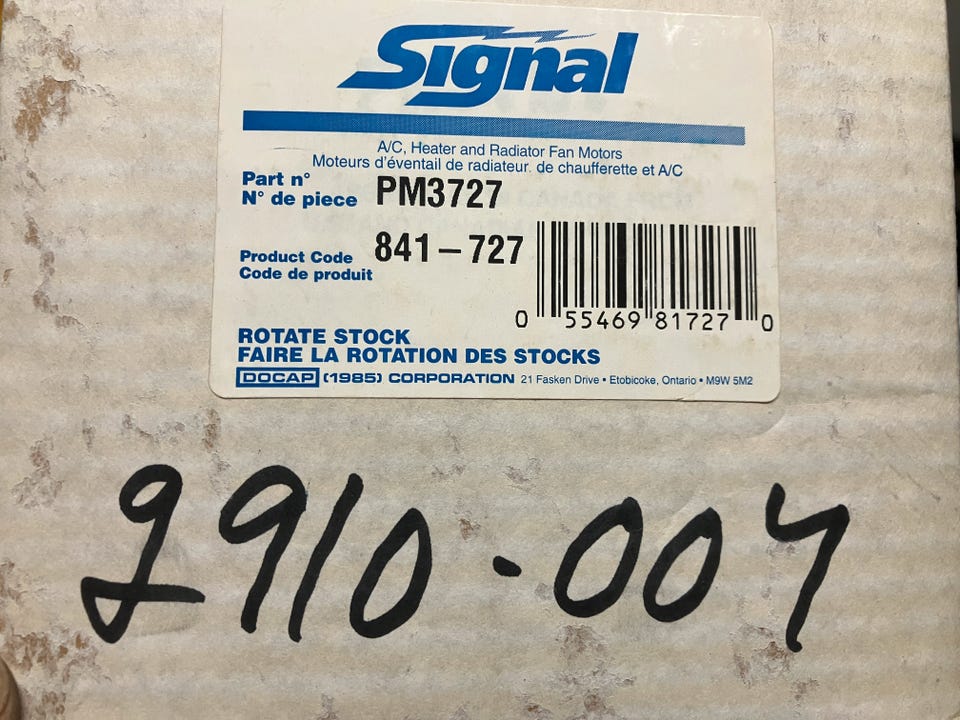 Signal
A/C, Heater and Radiator Fan Motors
Moteurs d'éventail de radiateur, de chaufferette et A/C
Part n° PM3727
N° de piece
Product Code 841-727
Code de produit
0 55469 81727 0
ROTATE STOCK
FAIRE LA ROTATION DES STOCKS
DOCAP (1985) CORPORATION 21 Fasken Drive • Etobicoke, Ontario • M9W 5M2
2910-007